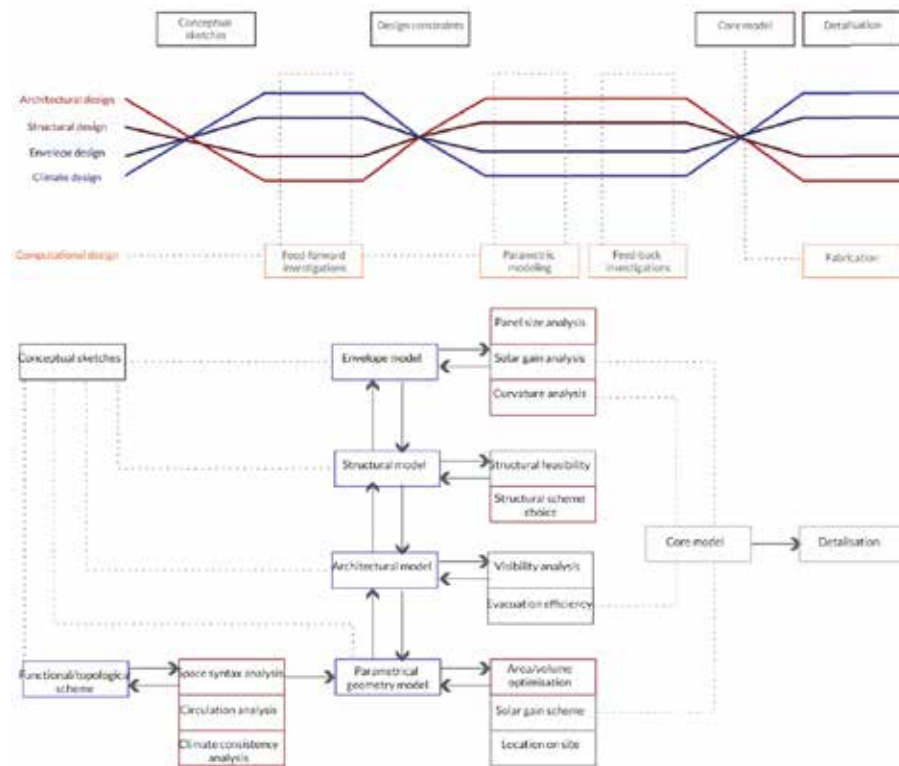 Conceptual
sketches
Design constraints
Core model
Detalisation
Architectural design
Structural design
Envelope design
Climate design
Computational design
Feed-forward
investigations
Parametric
modeling
Feed-back
investigations
Fabrication
Conceptual sketches
Envelope model
Panel size analysis
Solar gain analysis
Curvature analysis
Structural model
Structural feasibility
Structural scheme
choice
Core model
Detalisation
Architectural model
Visibility analysis
Evacuation efficiency
Functional/topological
scheme
Space syntax analysis
Circulation analysis
Climate consistency
analysis
Parametrical
geometry model
Area/volume
optimisation
Solar gain scheme
Location on site